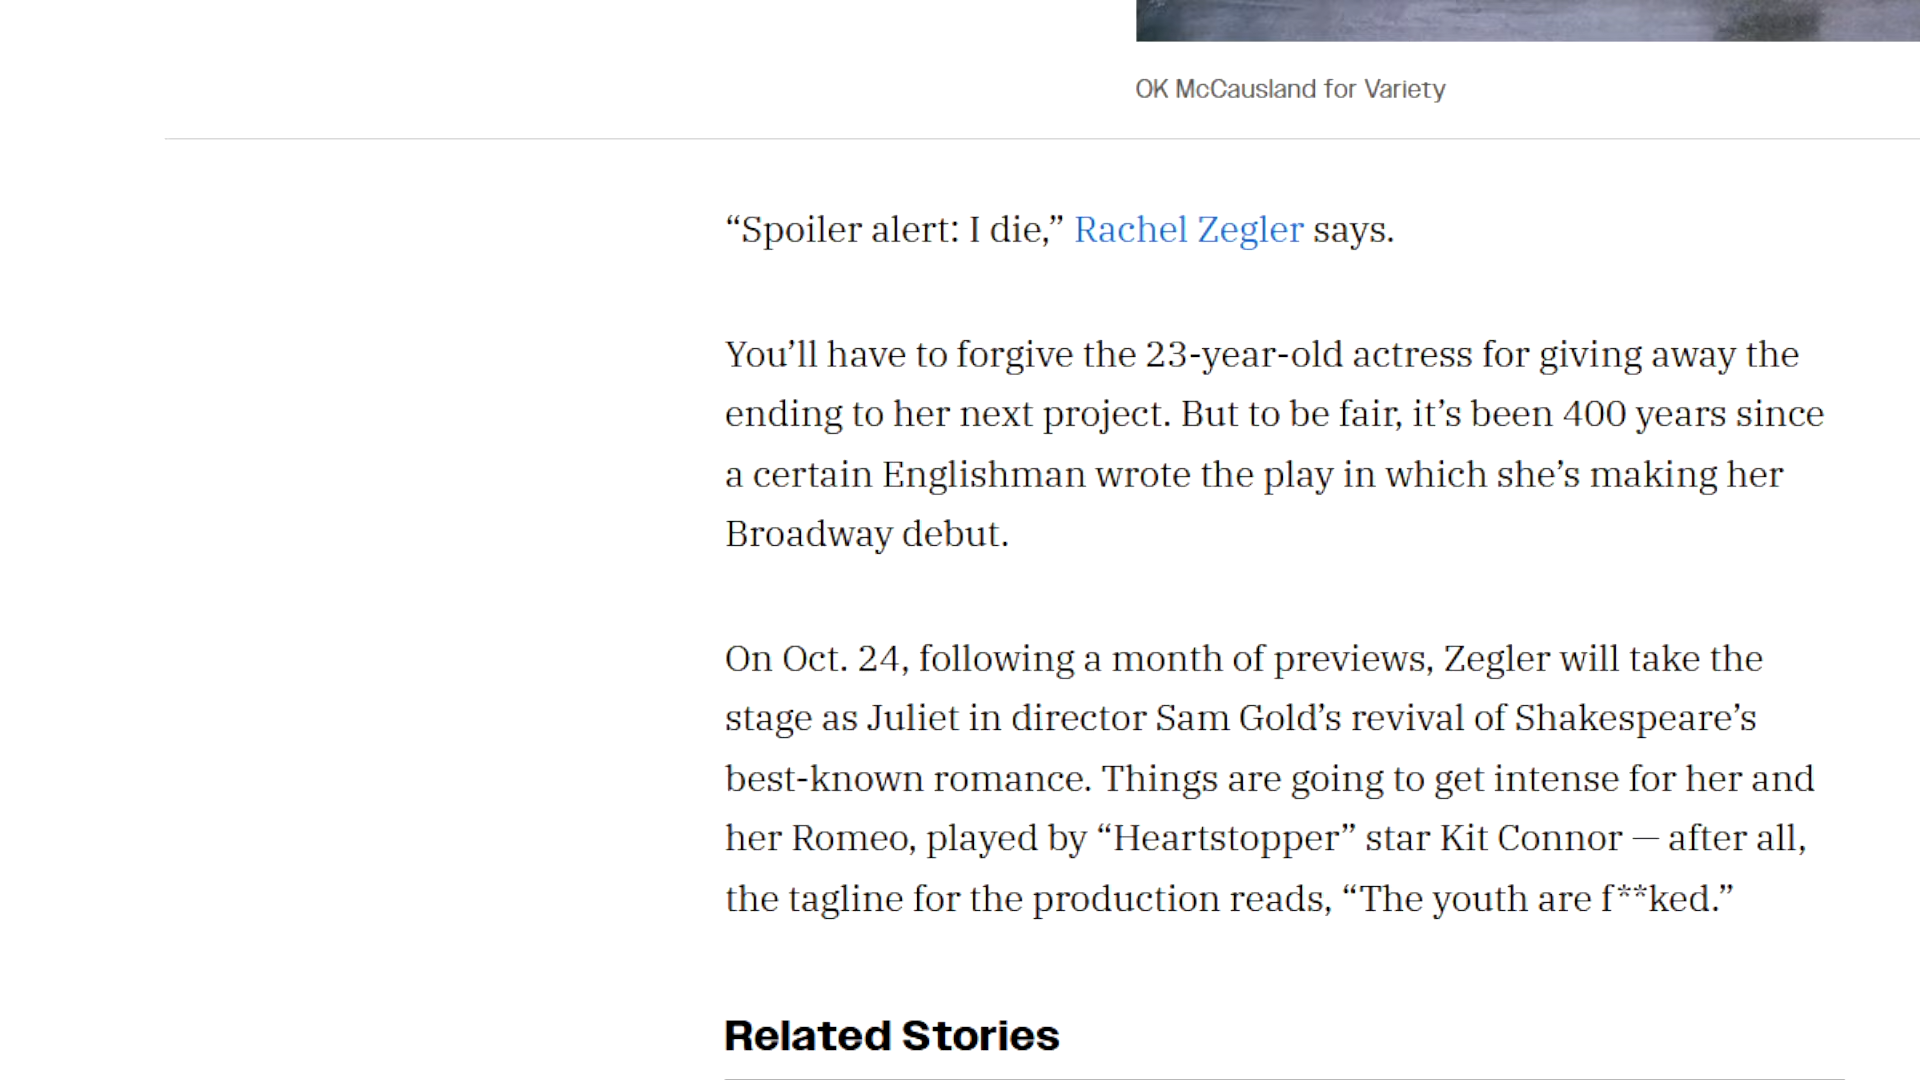 OK McCausland for Variety
“Spoiler alert: I die,” Rachel Zegler says.
You’ll have to forgive the 23-year-old actress for giving away the
ending to her next project. But to be fair, it’s been 400 years since
a certain Englishman wrote the play in which she’s making her
Broadway debut.
On Oct. 24, following a month of previews, Zegler will take the
stage as Juliet in director Sam Gold’s revival of Shakespeare’s
best-known romance. Things are going to get intense for her and
her Romeo, played by “Heartstopper” star Kit Connor — after all,
the tagline for the production reads, “The youth are f**ked.”
Related Stories